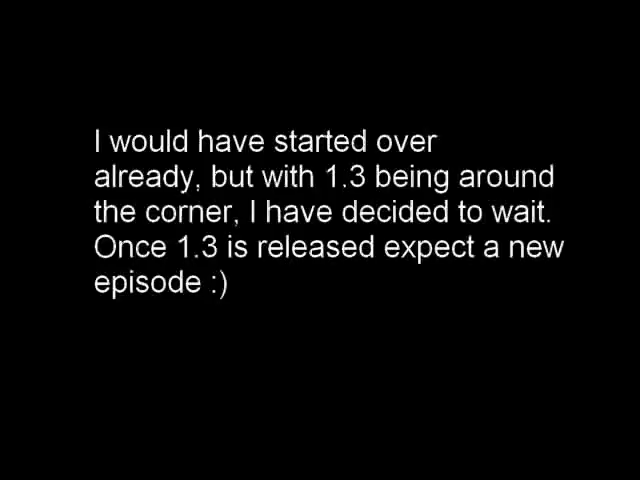 I would have started over
already, but with 1.3 being around
the corner, I have decided to wait.
Once 1.3 is released expect a new
episode :)